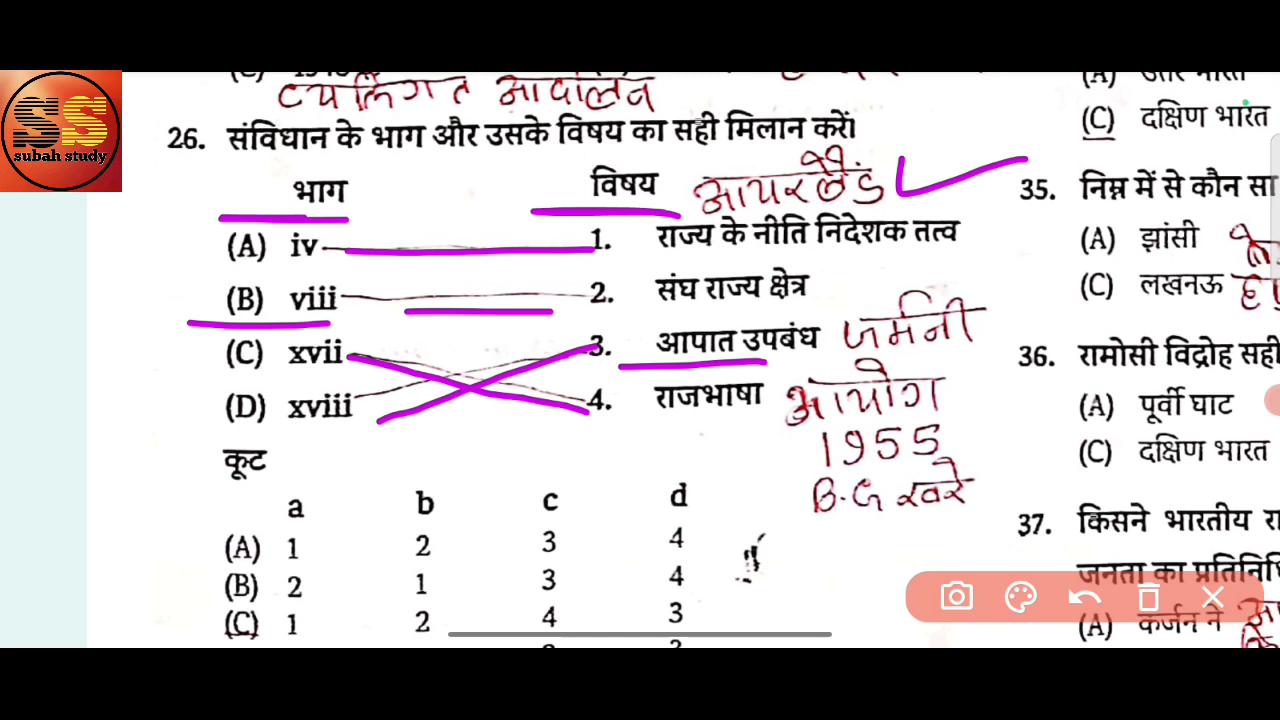 SS
subah study
व्यक्तिगत आदोलन
26. संविधान के भाग और उसके विषय का सही मिलान करें।
भाग विषय आयरलैंड
(A) iv 1. राज्य के नीति निदेशक तत्व
(B) viii 2. संघ राज्य क्षेत्र
(C) xvii 3. आपात उपबंध जर्मनी
(D) xviii 4. राजभाषा आयोग
1955
B.G खरे
कूट
a b c d
(A) 1 2 3 4
(B) 2 1 3 4
(C) 1 2 4 3
(C) दक्षिण भारत
35. निम्न में से कौन सा
(A) झांसी
(C) लखनऊ
36. रामोसी विद्रोह सही
(A) पूर्वी घाट
(C) दक्षिण भारत
37. किसने भारतीय
जनता का प्रतिनिधि
(A) कर्जन ने